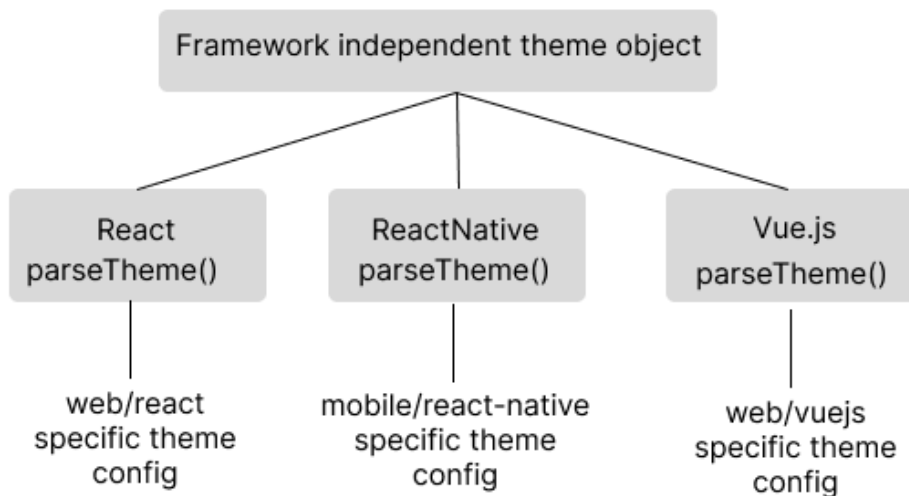 Framework independent theme object
React
parseTheme()
ReactNative
parseTheme()
Vue.js
parseTheme()
web/react
specific theme
config
mobile/react-native
specific theme
config
web/vuejs
specific theme
config